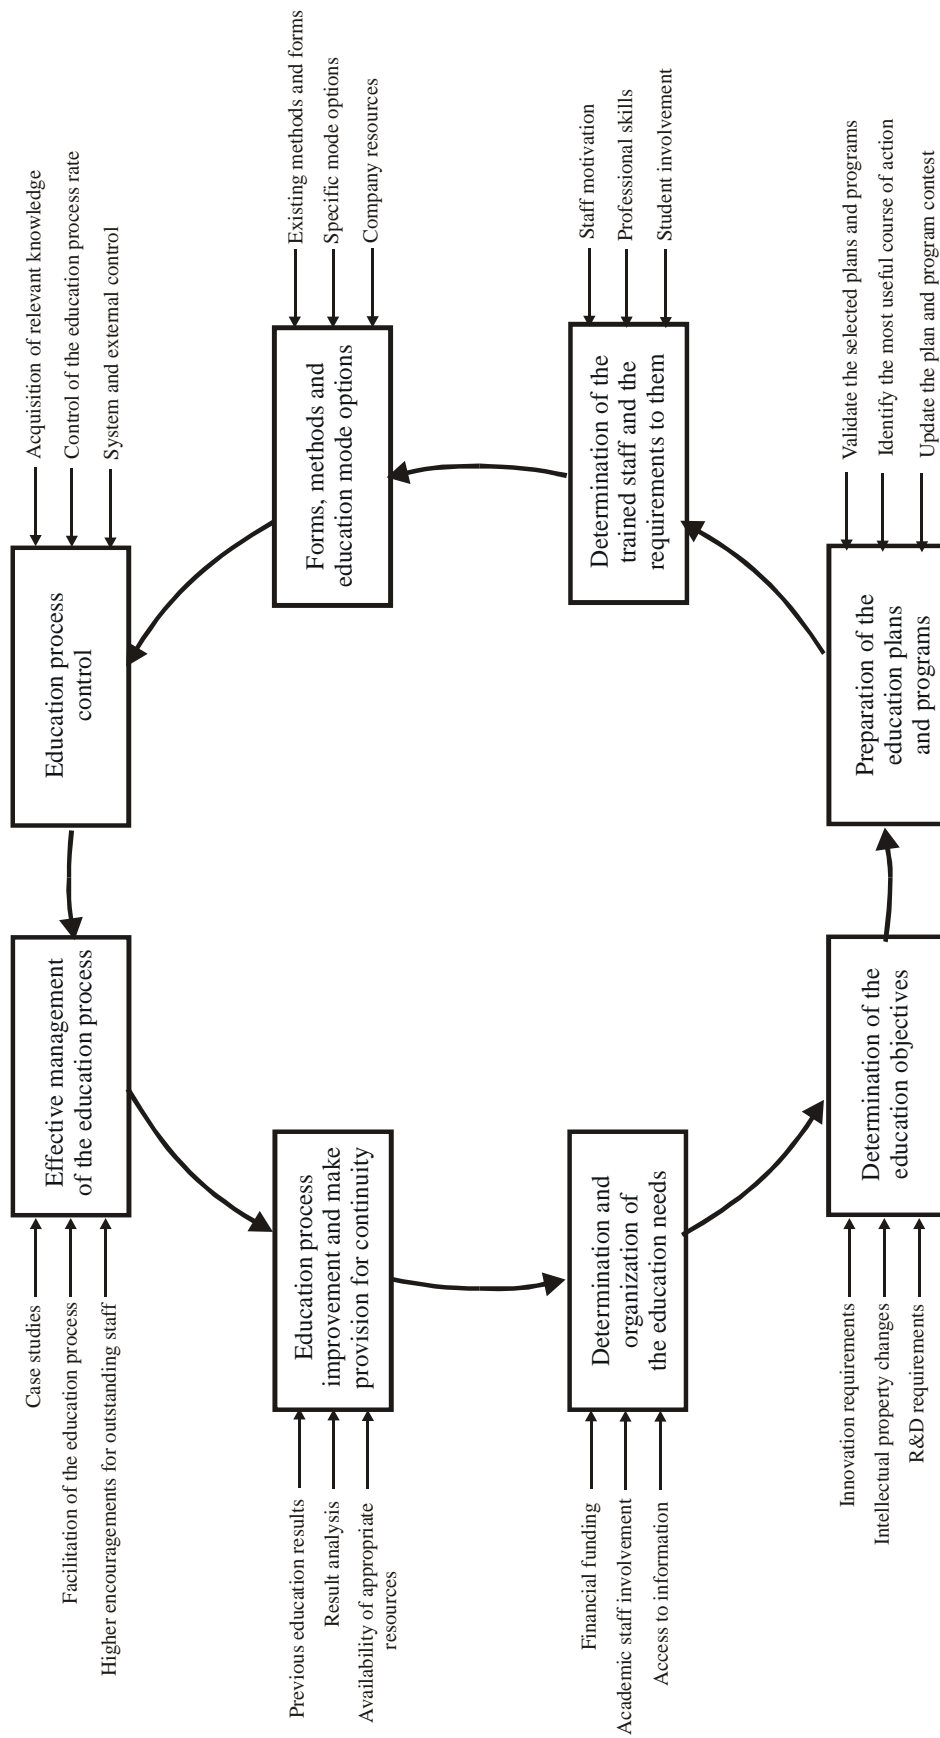 Case studies
Facilitation of the education process
Higher encouragements for outstanding staff
Effective management
of the education process
Education process
control
Acquisition of relevant knowledge
Control of the education process rate
System and external control
Previous education results
Result analysis
Availability of appropriate
resources
Education process
improvement and make
provision for continuity
Forms, methods and
education mode options
Existing methods and forms
Specific mode options
Company resources
Financial funding
Academic staff involvement
Access to information
Determination and
organization of
the education needs
Determination of the
trained staff and the
requirements to them
Staff motivation
Professional skills
Student involvement
Innovation requirements
Intellectual property changes
R&D requirements
Determination of the
education objectives
Preparation of the
education plans
and programs
Validate the selected plans and programs
Identify the most useful course of action
Update the plan and program contest